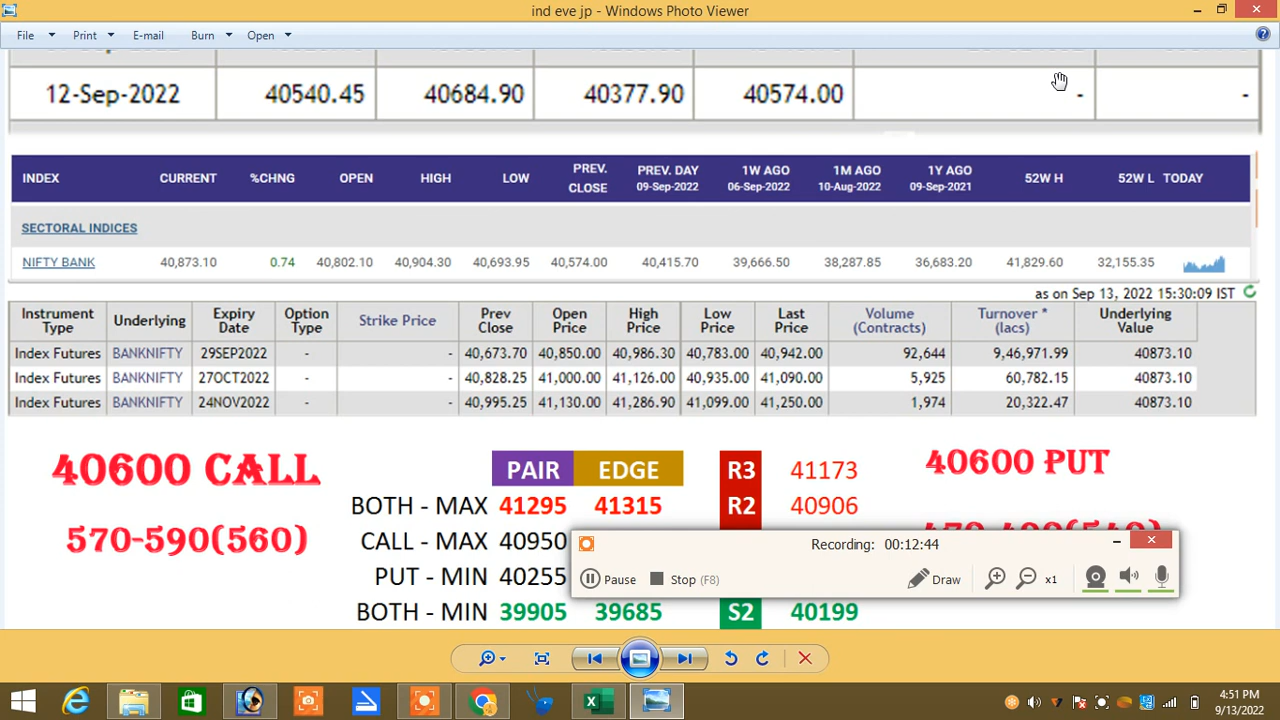 ind eve jp - Windows Photo Viewer
File Print E-mail Burn Open
12-Sep-2022 40540.45 40684.90 40377.90 40574.00 - -
INDEX CURRENT %CHNG OPEN HIGH LOW PREV. CLOSE PREV. DAY 09-Sep-2022 1W AGO 06-Sep-2022 1M AGO 10-Aug-2022 1Y AGO 09-Sep-2021 52W H 52W L TODAY
SECTORAL INDICES
NIFTY BANK 40,873.10 0.74 40,802.10 40,904.30 40,693.95 40,574.00 40,415.70 39,666.50 38,287.85 36,683.20 41,829.60 32,155.35
as on Sep 13, 2022 15:30:09 IST
Instrument Type Underlying Expiry Date Option Type Strike Price Prev Close Open Price High Price Low Price Last Price Volume (Contracts) Turnover * (lacs) Underlying Value
Index Futures BANKNIFTY 29SEP2022 - - 40,673.70 40,850.00 40,986.30 40,783.00 40,942.00 92,644 9,46,971.99 40873.10
Index Futures BANKNIFTY 27OCT2022 - - 40,828.25 41,000.00 41,126.00 40,935.00 41,090.00 5,925 60,782.15 40873.10
Index Futures BANKNIFTY 24NOV2022 - - 40,995.25 41,130.00 41,286.90 41,099.00 41,250.00 1,974 20,322.47 40873.10
40600 CALL PAIR EDGE R3 41173 40600 PUT
BOTH - MAX 41295 41315 R2 40906
570-590(560) CALL - MAX 40950
PUT - MIN 40255
BOTH - MIN 39905 39685 S2 40199
Recording: 00:12:44
Pause Stop (F8) Draw x1
4:51 PM
9/13/2022